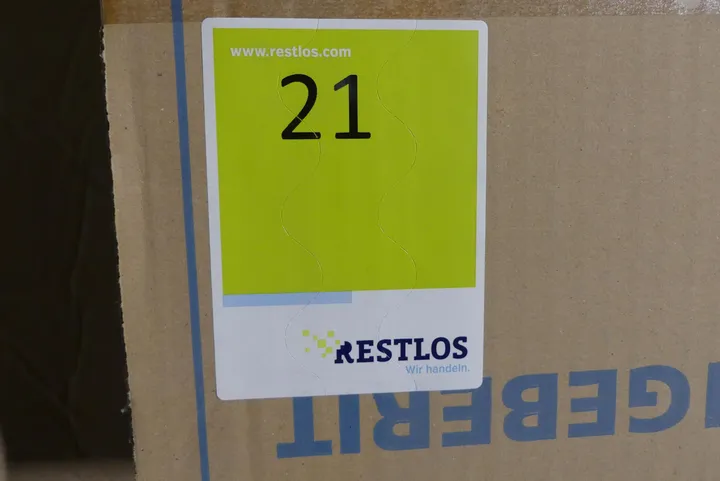 www.restlos.com
21
RESTLOS
Wir handeln.
GEBERIT